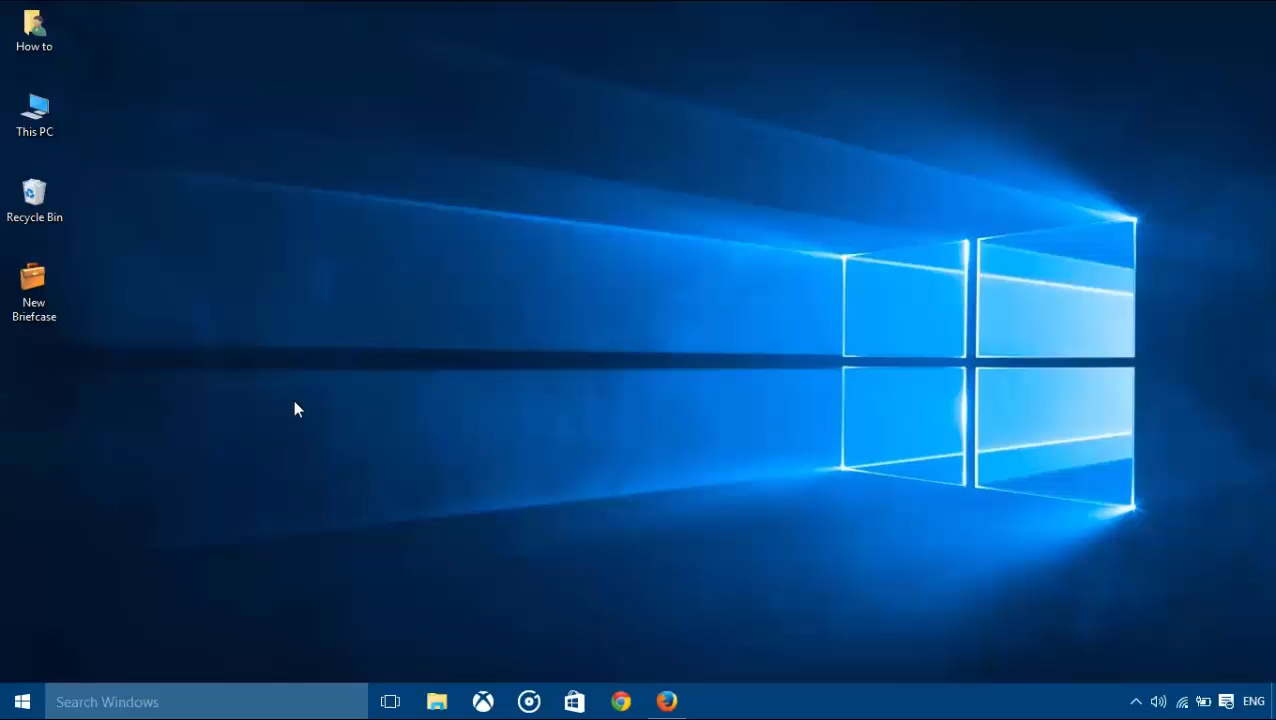 How to
This PC
Recycle Bin
New
Briefcase
Search Windows
ENG